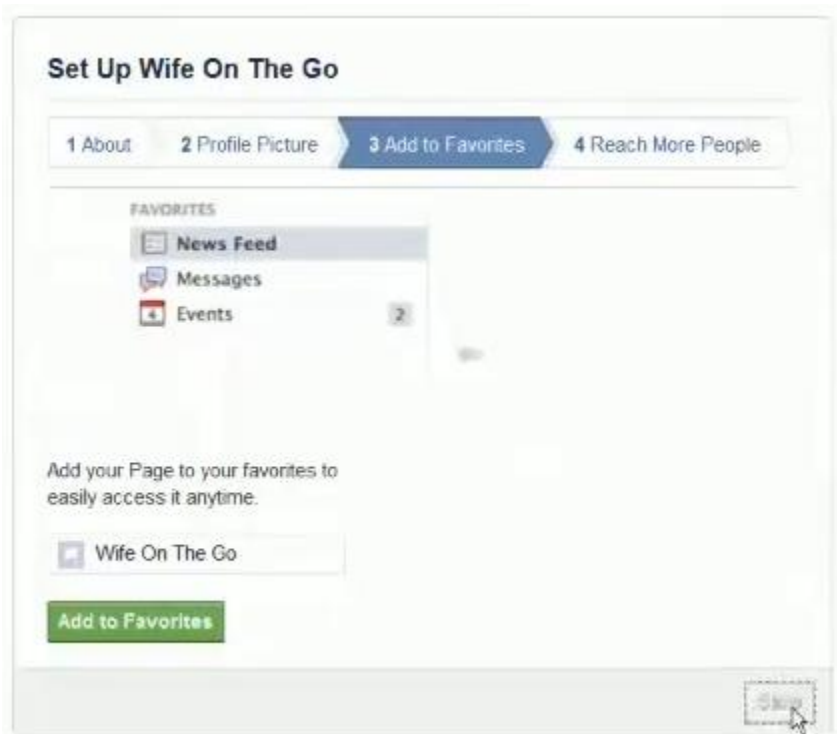 Set Up Wife On The Go
1 About 2 Profile Picture 3 Add to Favorites 4 Reach More People
FAVORITES
News Feed
Messages
4 Events 2
Add your Page to your favorites to
easily access it anytime.
Wife On The Go
Add to Favorites
Skip